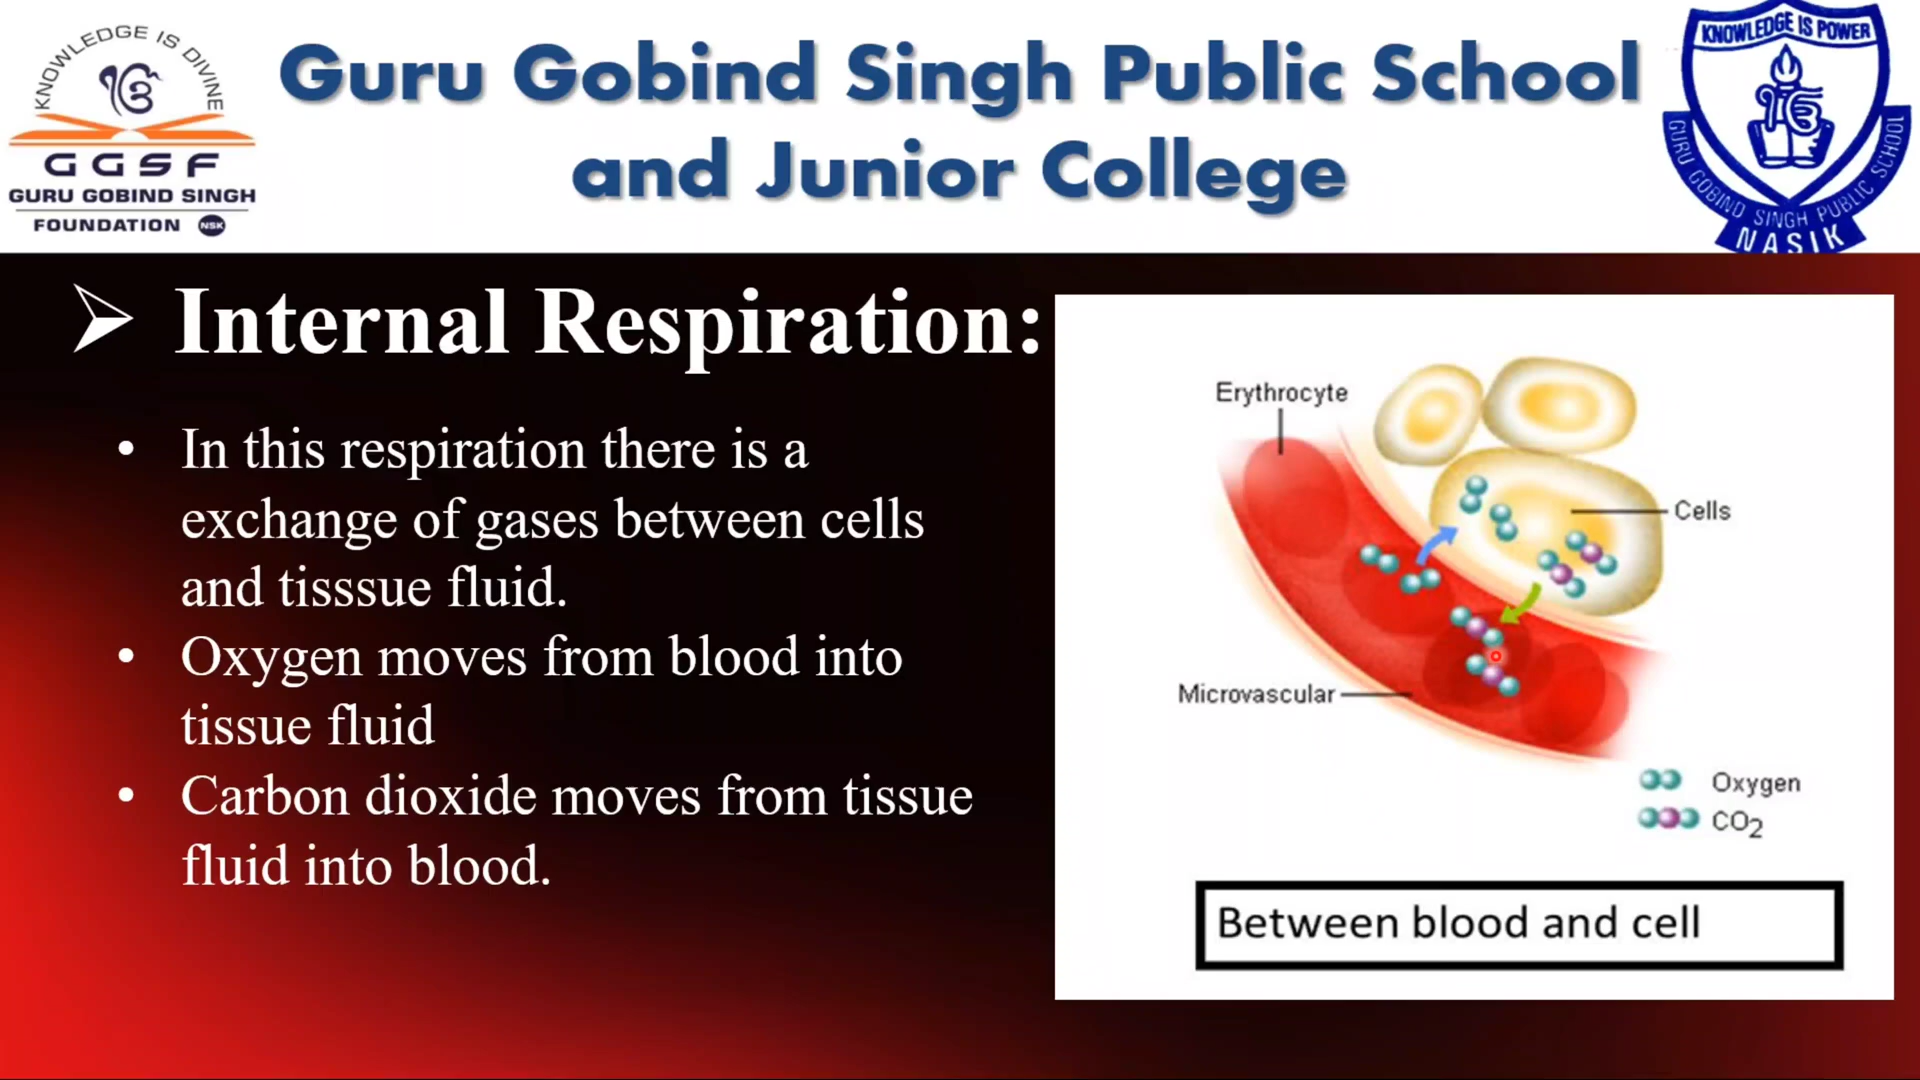 KNOWLEDGE IS DIVINE
GGSF
GURU GOBIND SINGH
FOUNDATION NSK
Guru Gobind Singh Public School
and Junior College
KNOWLEDGE IS POWER
GURU GOBIND SINGH PUBLIC SCHOOL
NASIK
➢ Internal Respiration:
• In this respiration there is a
exchange of gases between cells
and tisssue fluid.
• Oxygen moves from blood into
tissue fluid
• Carbon dioxide moves from tissue
fluid into blood.
Erythrocyte
Cells
Microvascular
Oxygen
CO2
Between blood and cell